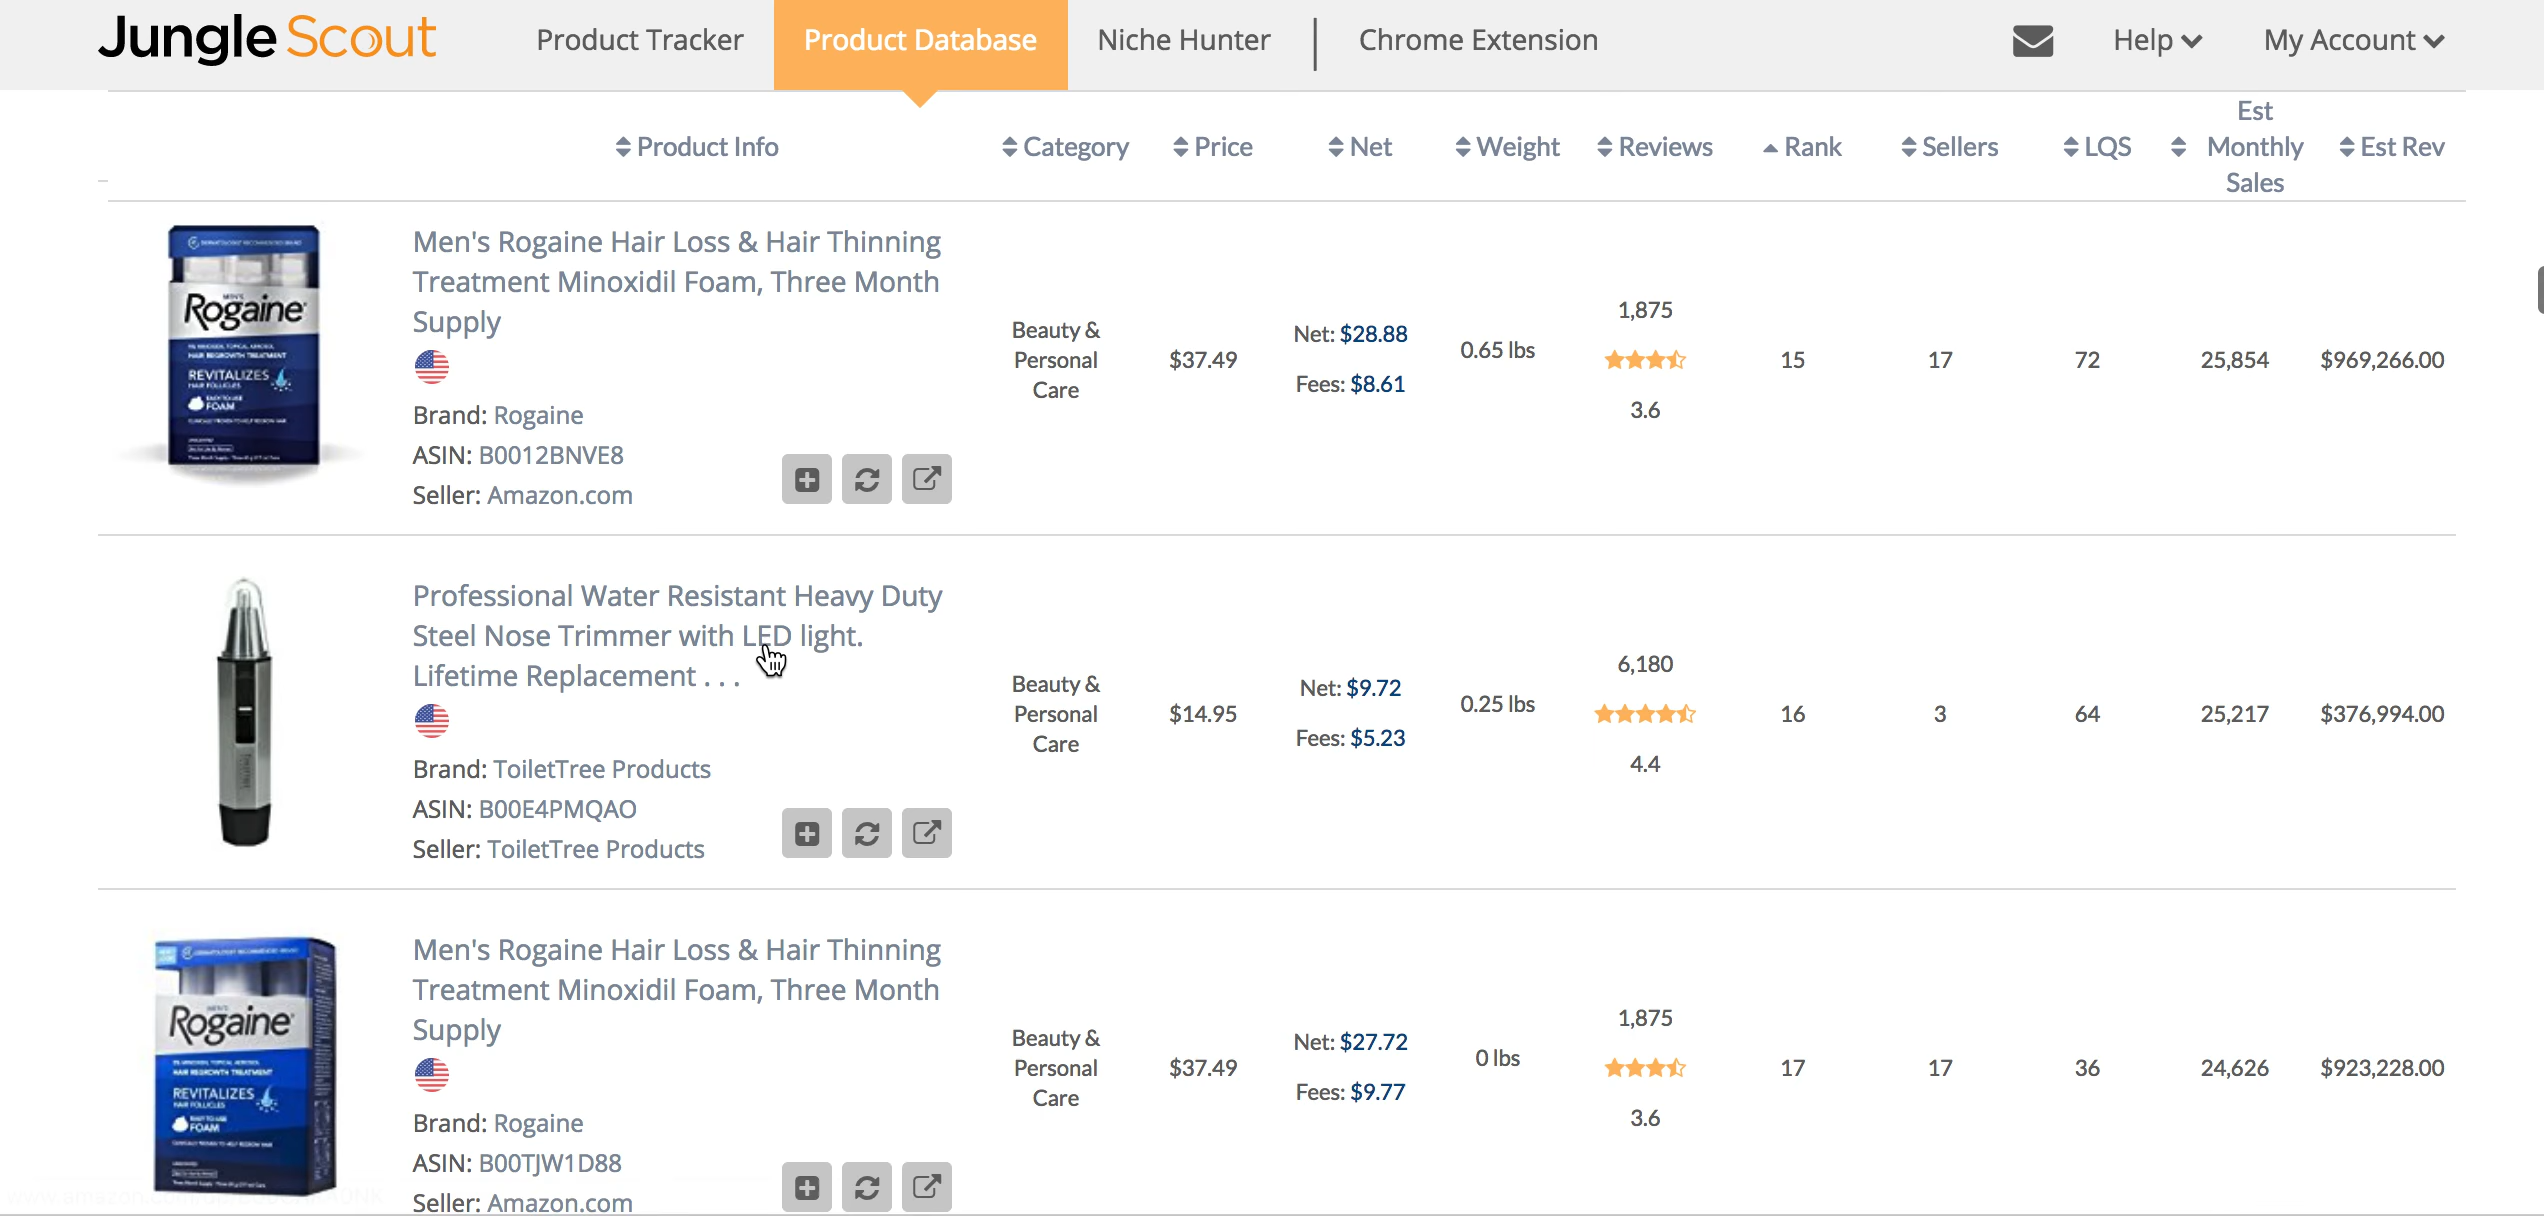 Jungle Scout
Product Tracker
Product Database
Niche Hunter
Chrome Extension
Help
My Account
Product Info
Category
Price
Net
Weight
Reviews
Rank
Sellers
LQS
Est
Monthly
Sales
Est Rev
Rogaine
REVITALIZES
FOAM
Men's Rogaine Hair Loss & Hair Thinning
Treatment Minoxidil Foam, Three Month
Supply
Brand: Rogaine
ASIN: B0012BNVE8
Seller: Amazon.com
Beauty &
Personal
Care
$37.49
Net: $28.88
Fees: $8.61
0.65 lbs
1,875
3.6
15
17
72
25,854
$969,266.00
Professional Water Resistant Heavy Duty
Steel Nose Trimmer with LED light.
Lifetime Replacement . . .
Brand: ToiletTree Products
ASIN: B00E4PMQAO
Seller: ToiletTree Products
Beauty &
Personal
Care
$14.95
Net: $9.72
Fees: $5.23
0.25 lbs
6,180
4.4
16
3
64
25,217
$376,994.00
Rogaine
REVITALIZES
FOAM
Men's Rogaine Hair Loss & Hair Thinning
Treatment Minoxidil Foam, Three Month
Supply
Brand: Rogaine
ASIN: B00TJW1D88
Seller: Amazon.com
Beauty &
Personal
Care
$37.49
Net: $27.72
Fees: $9.77
0 lbs
1,875
3.6
17
17
36
24,626
$923,228.00